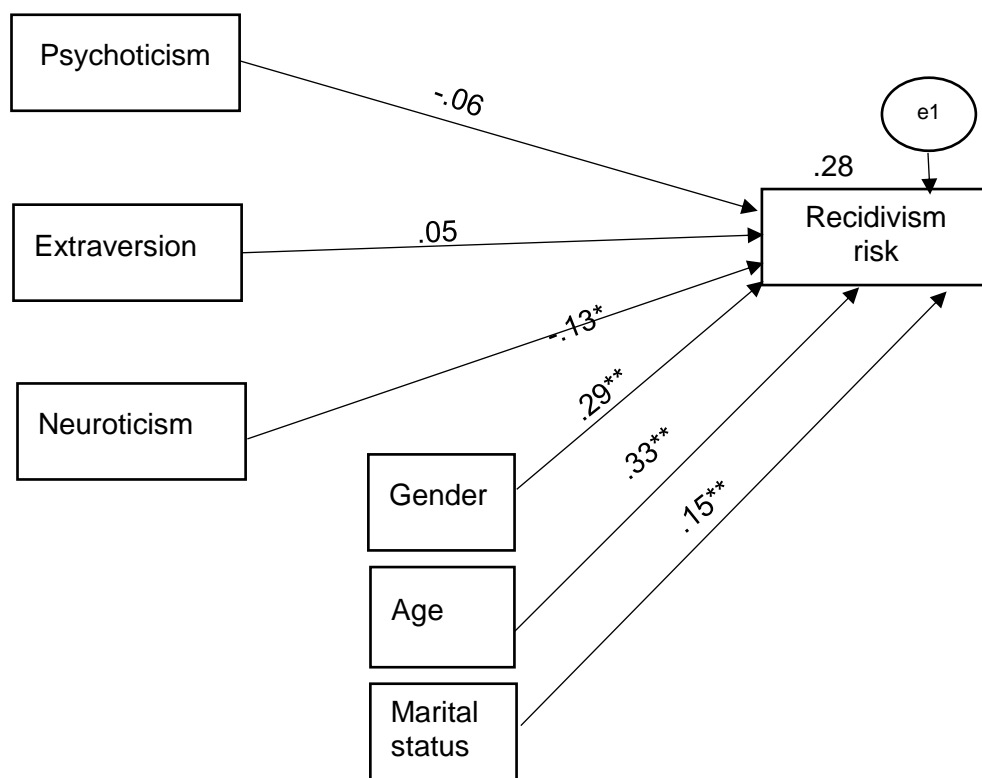 Psychoticism
-.06
e1
.28
Recidivism
risk
Extraversion
.05
-.13*
Neuroticism
.29**
Gender
.33**
.15**
Age
Marital
status